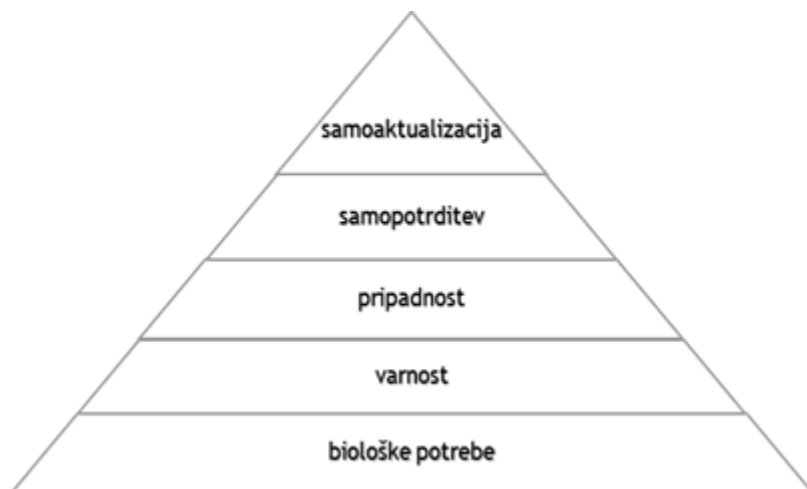 samoaktualizacija
samopotrditev
pripadnost
varnost
biološke potrebe